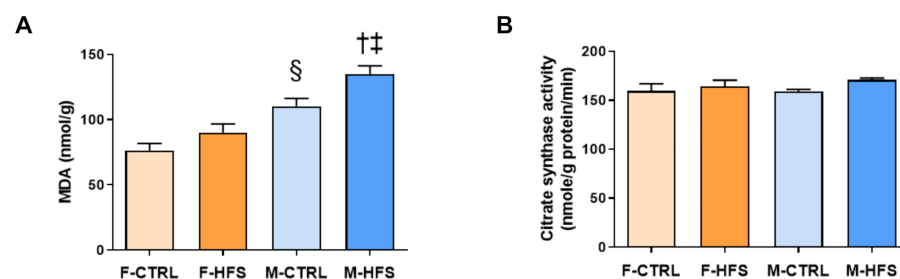 A
MDA (nmol/g)
150
100
50
0
§
†‡
F-CTRL F-HFS M-CTRL M-HFS
B
Citrate synthase activity
(nmole/g protein/min)
200
150
100
50
0
F-CTRL F-HFS M-CTRL M-HFS